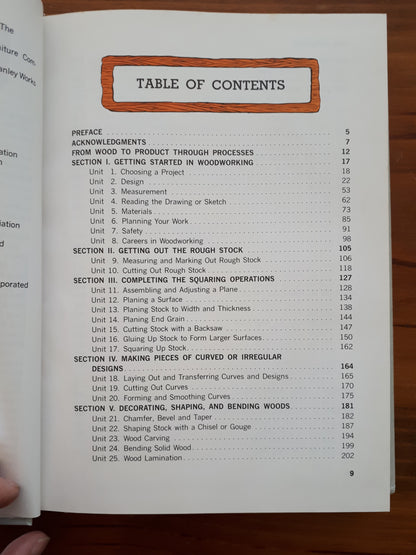 The
iture Com-
anley Works
ation
n
iation
d
rporated
TABLE OF CONTENTS
PREFACE 5
ACKNOWLEDGMENTS 7
FROM WOOD TO PRODUCT THROUGH PROCESSES 12
SECTION I. GETTING STARTED IN WOODWORKING 17
Unit 1. Choosing a Project 18
Unit 2. Design 22
Unit 3. Measurement 53
Unit 4. Reading the Drawing or Sketch 62
Unit 5. Materials 73
Unit 6. Planning Your Work 85
Unit 7. Safety 91
Unit 8. Careers in Woodworking 98
SECTION II. GETTING OUT THE ROUGH STOCK 105
Unit 9. Measuring and Marking Out Rough Stock 106
Unit 10. Cutting Out Rough Stock 118
SECTION III. COMPLETING THE SQUARING OPERATIONS 127
Unit 11. Assembling and Adjusting a Plane 128
Unit 12. Planing a Surface 134
Unit 13. Planing Stock to Width and Thickness 138
Unit 14. Planing End Grain 144
Unit 15. Cutting Stock with a Backsaw 147
Unit 16. Gluing Up Stock to Form Larger Surfaces 150
Unit 17. Squaring Up Stock 162
SECTION IV. MAKING PIECES OF CURVED OR IRREGULAR
DESIGNS 164
Unit 18. Laying Out and Transferring Curves and Designs 165
Unit 19. Cutting Out Curves 170
Unit 20. Forming and Smoothing Curves 175
SECTION V. DECORATING, SHAPING, AND BENDING WOODS 181
Unit 21. Chamfer, Bevel and Taper 182
Unit 22. Shaping Stock with a Chisel or Gouge 187
Unit 23. Wood Carving 194
Unit 24. Bending Solid Wood 199
Unit 25. Wood Lamination 202
9